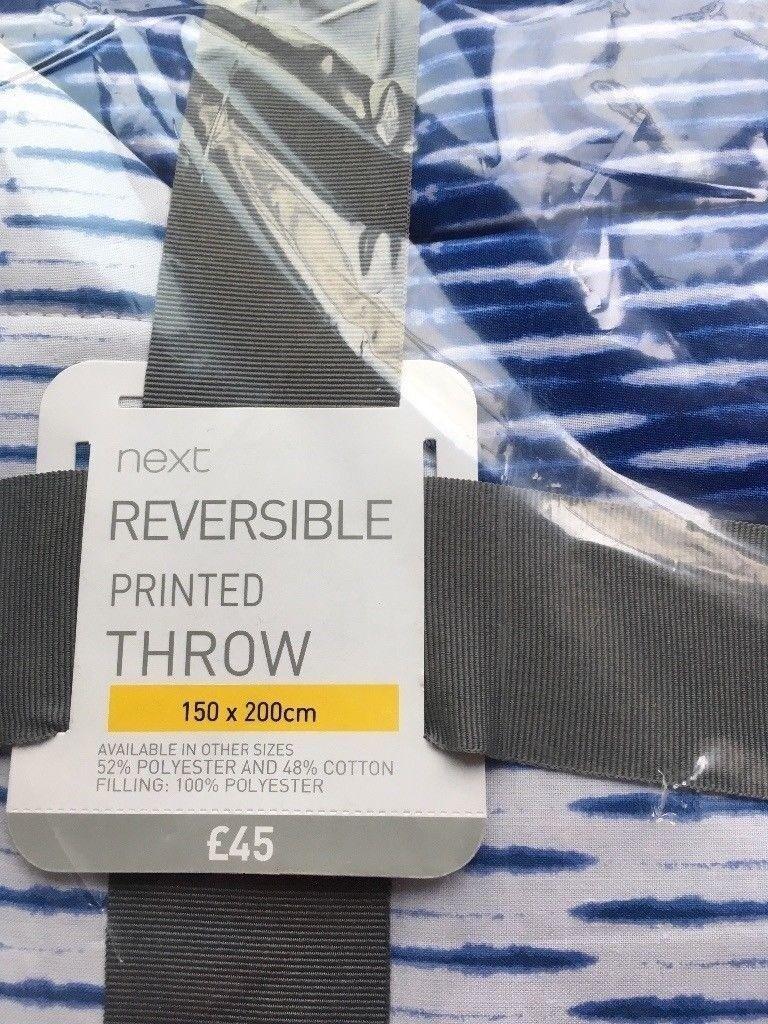 next
REVERSIBLE
PRINTED
THROW
150 x 200cm
AVAILABLE IN OTHER SIZES
52% POLYESTER AND 48% COTTON
FILLING: 100% POLYESTER
£45